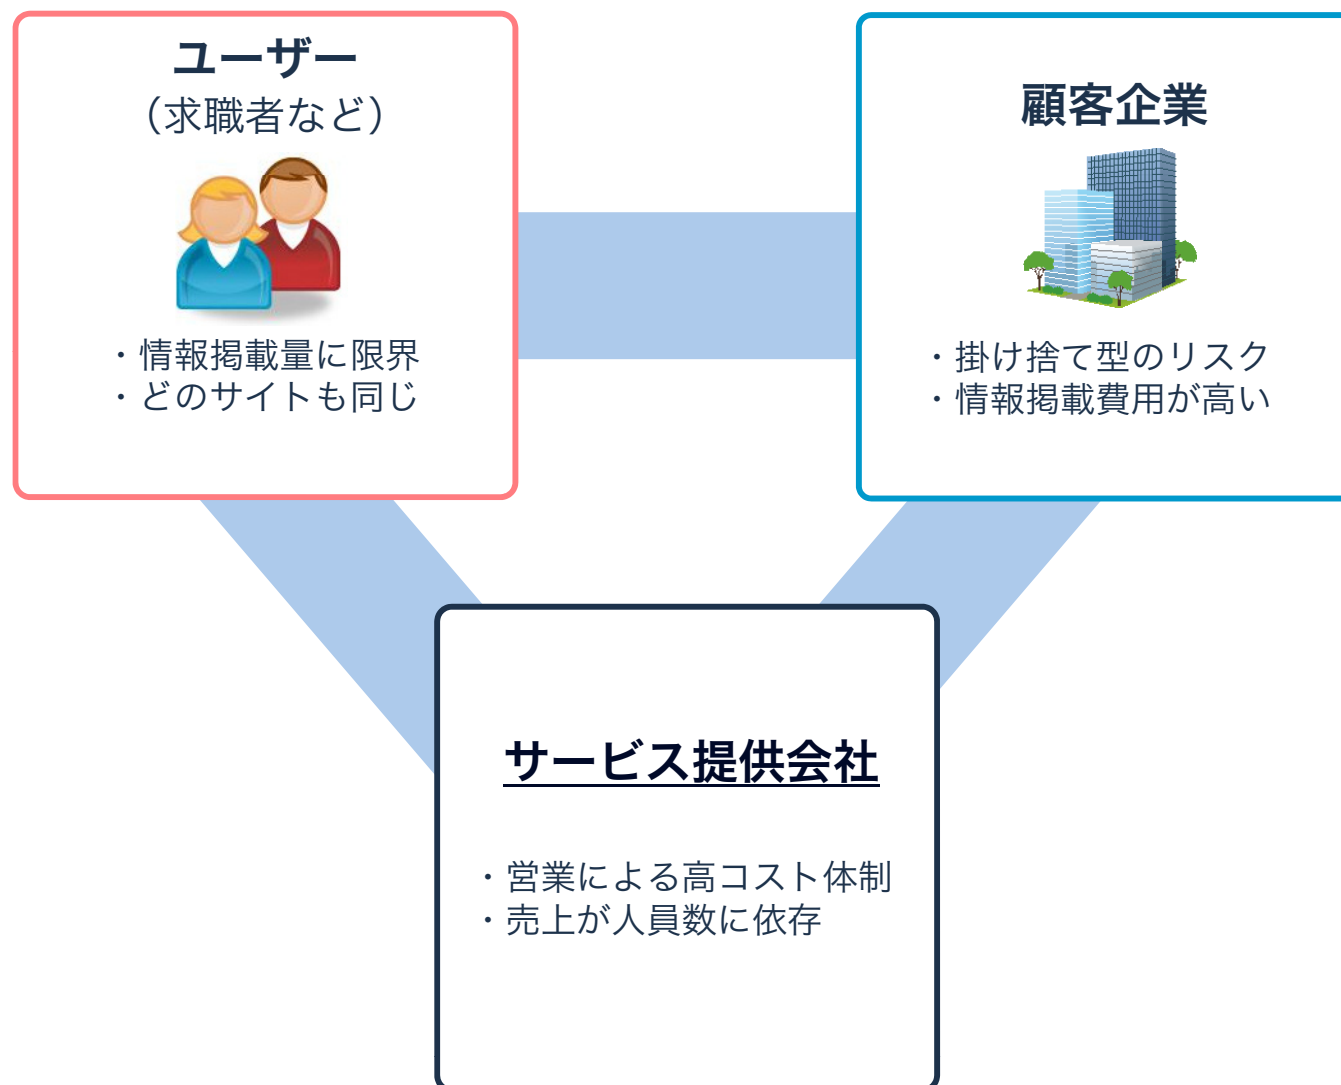 ユーザー
（求職者など）
・情報掲載量に限界
・どのサイトも同じ
顧客企業
・掛け捨て型のリスク
・情報掲載費用が高い
サービス提供会社
・営業による高コスト体制
・売上が人員数に依存